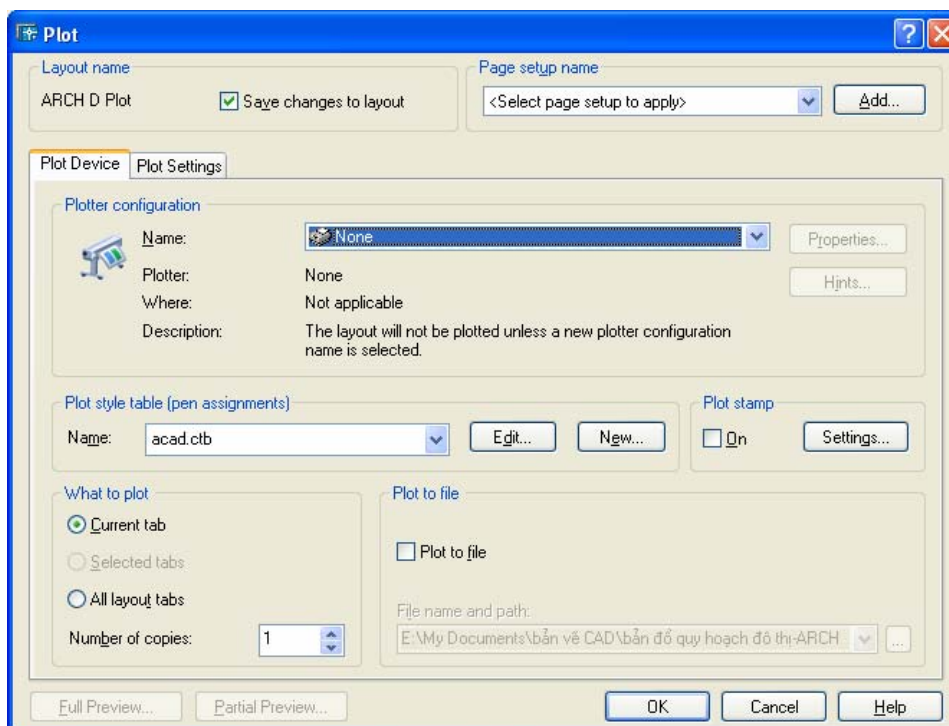 Plot
Layout name
ARCH D Plot
Save changes to layout
Page setup name
<Select page setup to apply>
Add...
Plot Device
Plot Settings
Plotter configuration
Name:
None
Properties...
Plotter:
None
Hints...
Where:
Not applicable
Description:
The layout will not be plotted unless a new plotter configuration
name is selected.
Plot style table (pen assignments)
Name:
acad.ctb
Edit...
New...
Plot stamp
On
Settings...
What to plot
Current tab
Selected tabs
All layout tabs
Number of copies:
1
Plot to file
Plot to file
File name and path:
E:\My Documents\bản vẽ CAD\bản đồ quy hoạch đô thị-ARCH
...
Full Preview...
Partial Preview...
OK
Cancel
Help